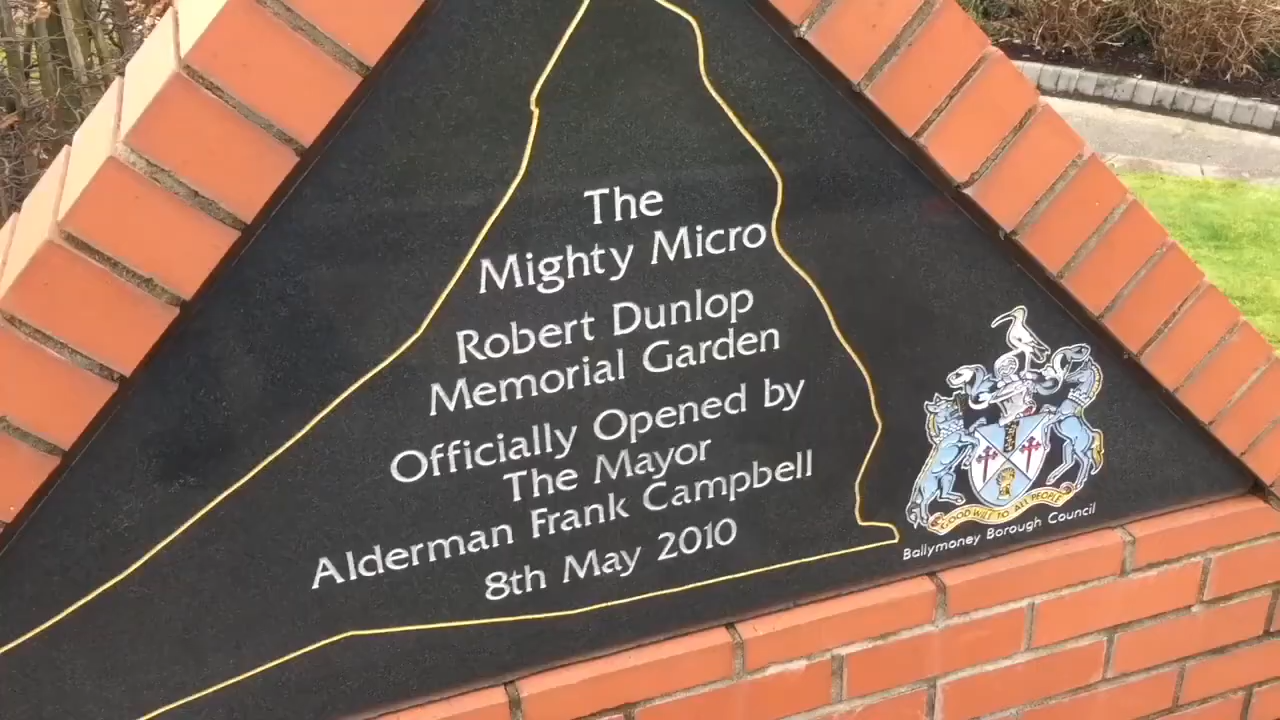 The
Mighty Micro
Robert Dunlop
Memorial Garden
Officially Opened by
The Mayor
Alderman Frank Campbell
8th May 2010
GOOD WILL TO ALL PEOPLE
Ballymoney Borough Council